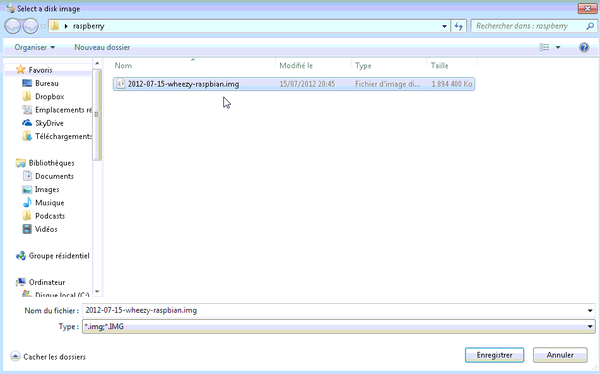 Select a disk image
raspberry
Rechercher dans : raspberry
Organiser
Nouveau dossier
Nom
Modifié le
Type
Taille
2012-07-15-wheezy-raspbian.img
15/07/2012 20:45
Fichier d'image di...
1 894 400 Ko
Favoris
Bureau
Dropbox
Emplacements ré
SkyDrive
Téléchargements
Bibliothèques
Documents
Images
Musique
Podcasts
Vidéos
Groupe résidentiel
Ordinateur
Disque local (C:)
Nom du fichier :
2012-07-15-wheezy-raspbian.img
Type :
*.img;*.IMG
Cacher les dossiers
Enregistrer
Annuler